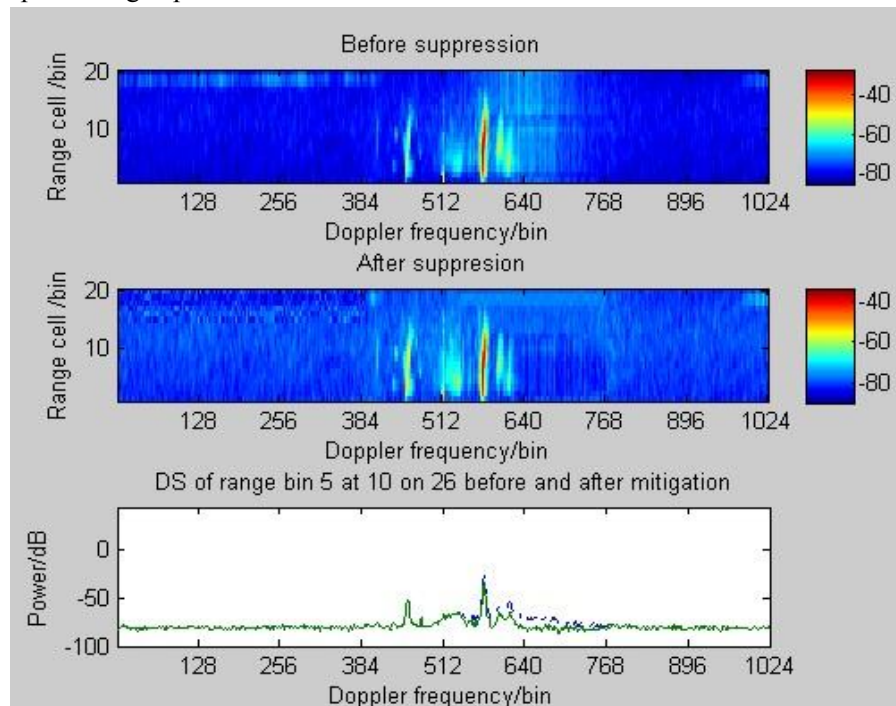 Before suppression
Range cell /bin
20
10
128 256 384 512 640 768 896 1024
Doppler frequency/bin
-40
-60
-80
After suppresion
Range cell /bin
20
10
128 256 384 512 640 768 896 1024
Doppler frequency/bin
-40
-60
-80
DS of range bin 5 at 10 on 26 before and after mitigation
Power/dB
0
-50
-100
128 256 384 512 640 768 896 1024
Doppler frequency/bin